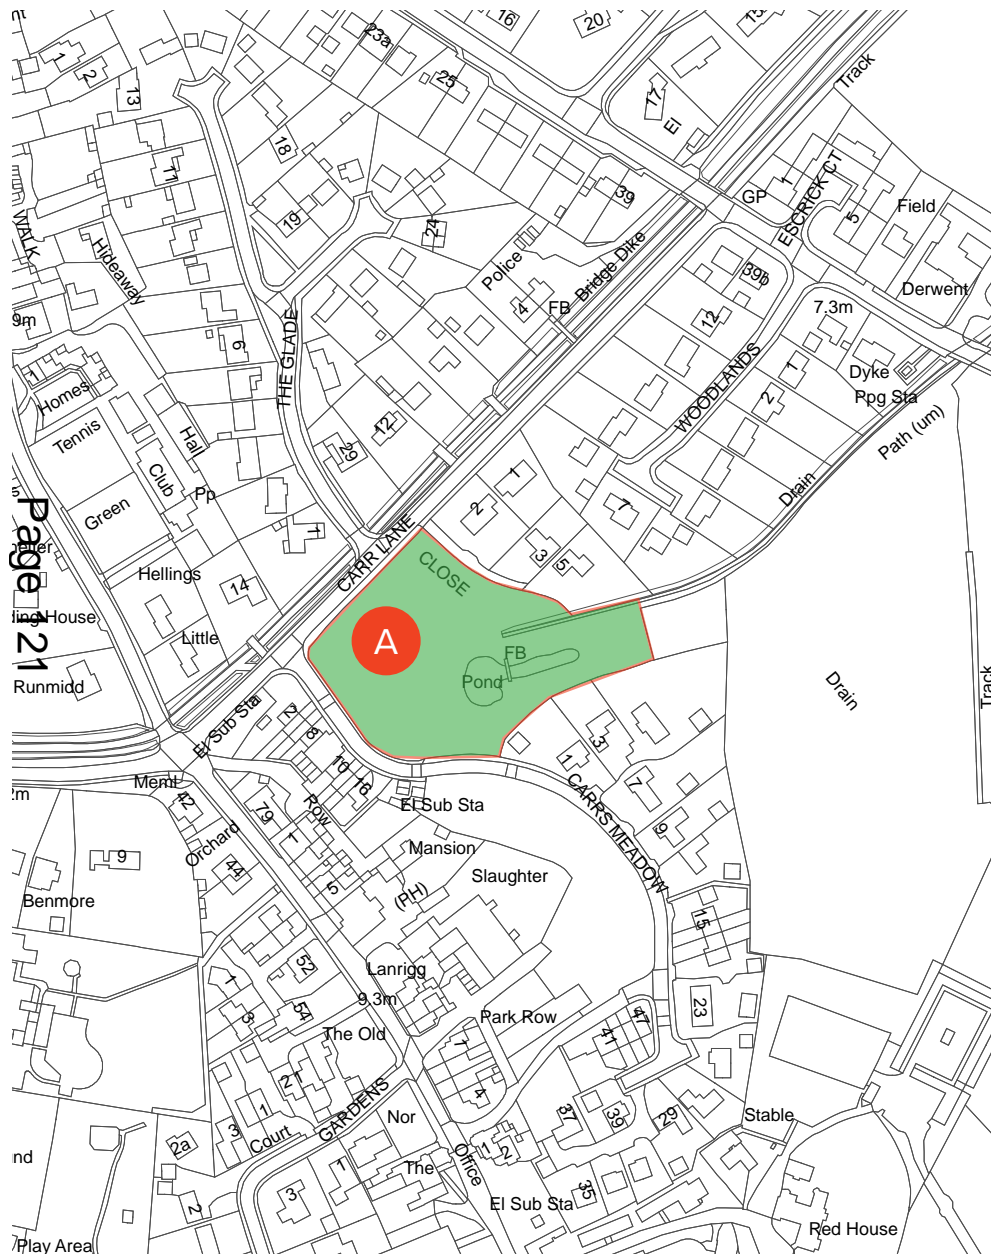 16
20
15
23a
25
1
2
13
17
El
Track
18
11
39
GP
1
ESCRICK CT
5
Field
WALK
Hideaway
19
24
Police
4
FB
Bridge Dike
39b
Derwent
7.3m
9m
6
THE GLADE
12
WOODLANDS
1
2
Dyke
Ppg Sta
Path (um)
1
Homes
Tennis
Hall
Club
Green
Pp
29
12
1
2
7
Drain
Page 121
1
CARR LANE
Hellings
14
3
5
CLOSE
Little
A
FB
Pond
Runmidd
Drain
Track
El Sub Sta
2
8
10
16
1
3
7
9
CARRS MEADOW
Meml
2m
42
79
Row
1
El Sub Sta
Orchard
Mansion
9
44
5
(PH)
Slaughter
Benmore
15
52
Lanrigg
9.3m
1
3
54
The Old
23
Park Row
47
41
1
4
21
1
3
Court
GARDENS
2a
Nor
37
39
29
Stable
1
The
Office
1
2
35
El Sub Sta
3
2
nd
Red House
Play Area